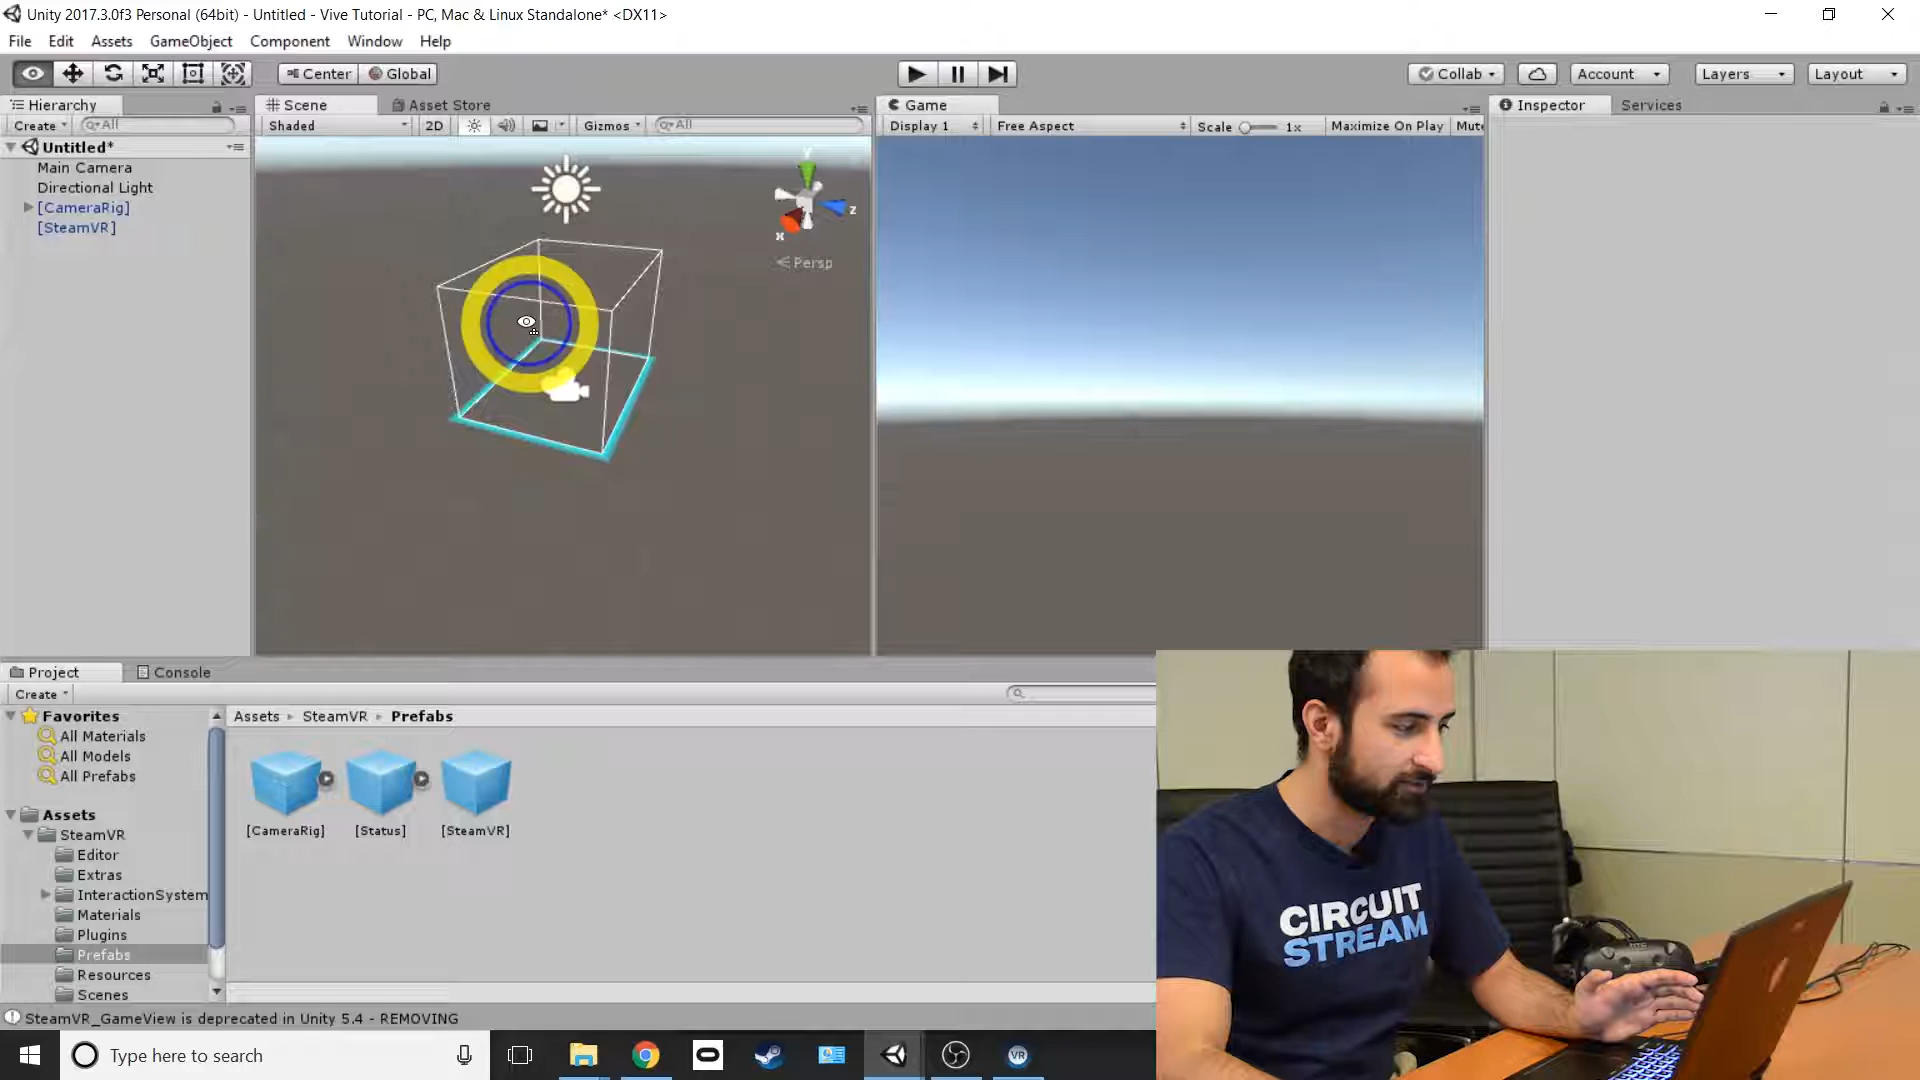 Unity 2017.3.0f3 Personal (64bit) - Untitled - Vive Tutorial - PC, Mac & Linux Standalone* <DX11>
File Edit Assets GameObject Component Window Help
Center Global Collab Account Layers Layout
Hierarchy Scene Asset Store Game Inspector Services
Create All Shaded 2D Gizmos All Display 1 Free Aspect Scale 1x Maximize On Play Mute
Untitled*
Main Camera
Directional Light
[CameraRig]
[SteamVR]
y
z
x
Persp
Project Console
Create
Favorites
All Materials
All Models
All Prefabs
Assets
SteamVR
Editor
Extras
InteractionSystem
Materials
Plugins
Prefabs
Resources
Scenes
Assets SteamVR Prefabs
[CameraRig] [Status] [SteamVR]
CIRCUIT
STREAM
HTC
SteamVR_GameView is deprecated in Unity 5.4 - REMOVING
Type here to search
VR